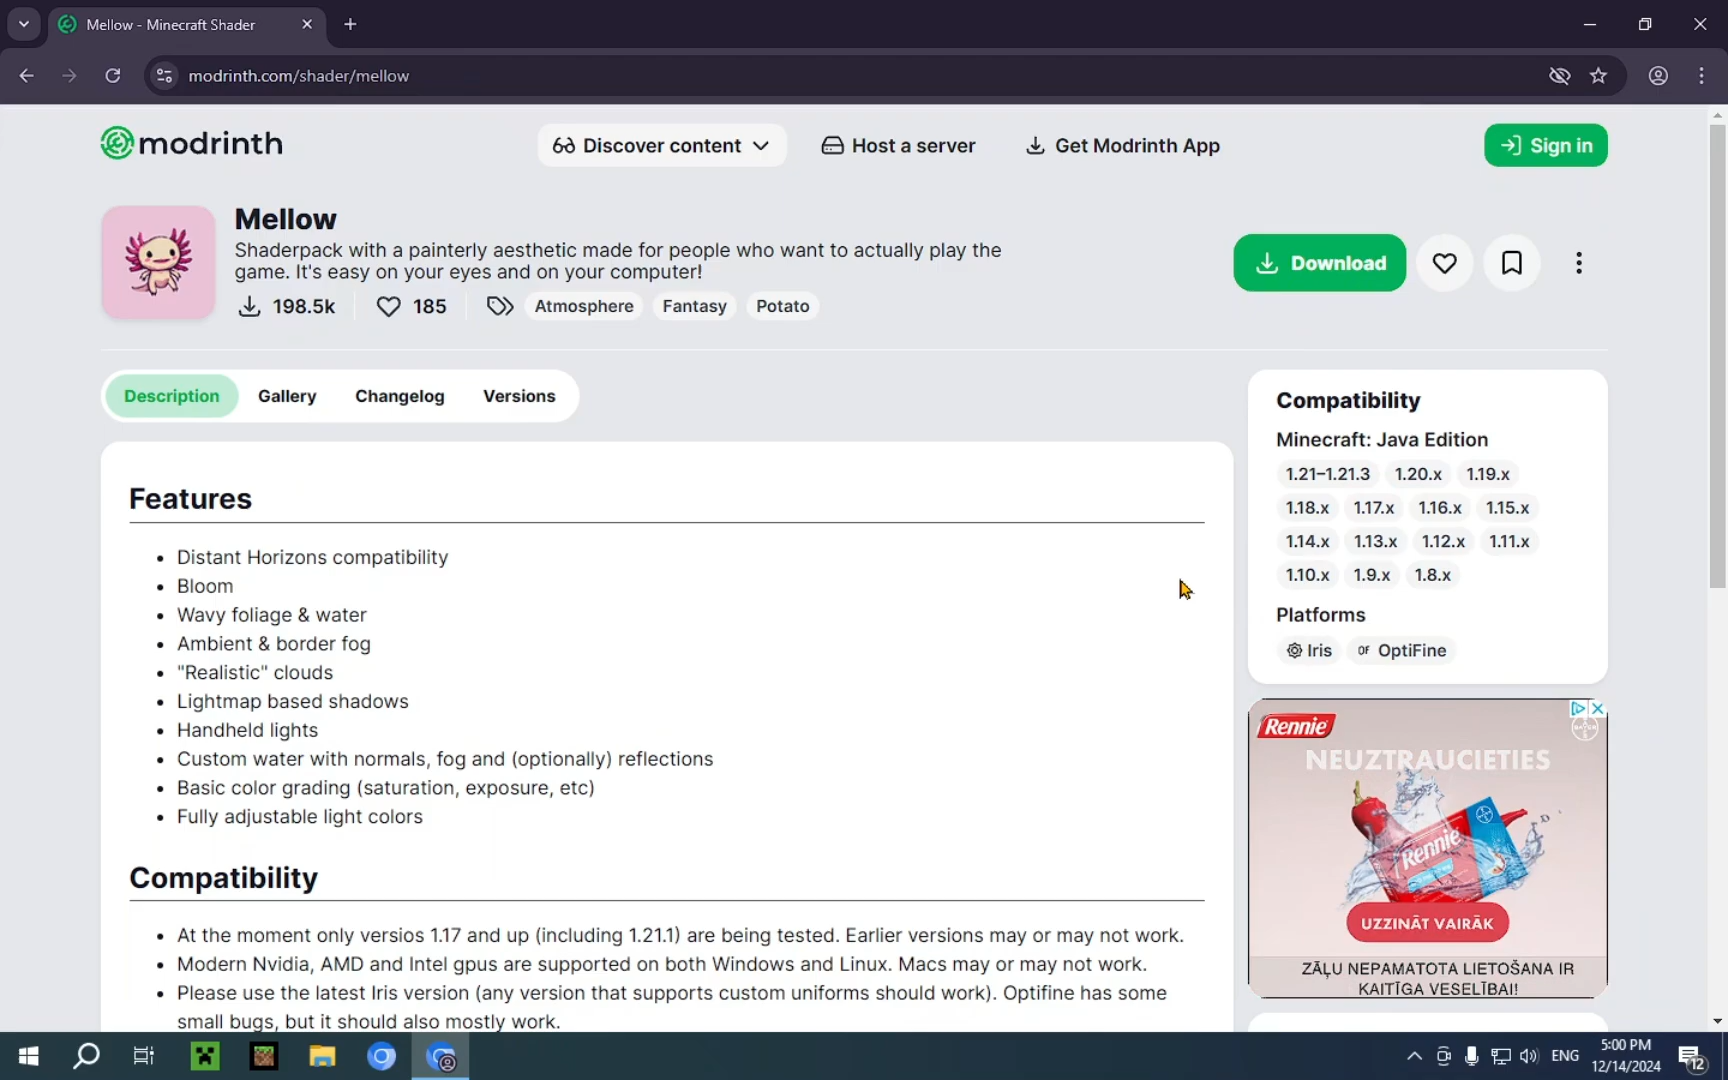 Mellow - Minecraft Shader
modrinth.com/shader/mellow
modrinth
Discover content
Host a server
Get Modrinth App
Sign in
Mellow
Shaderpack with a painterly aesthetic made for people who want to actually play the
game. It's easy on your eyes and on your computer!
198.5k
185
Atmosphere
Fantasy
Potato
Download
Description
Gallery
Changelog
Versions
Features
Distant Horizons compatibility
Bloom
Wavy foliage & water
Ambient & border fog
"Realistic" clouds
Lightmap based shadows
Handheld lights
Custom water with normals, fog and (optionally) reflections
Basic color grading (saturation, exposure, etc)
Fully adjustable light colors
Compatibility
At the moment only versios 1.17 and up (including 1.21.1) are being tested. Earlier versions may or may not work.
Modern Nvidia, AMD and Intel gpus are supported on both Windows and Linux. Macs may or may not work.
Please use the latest Iris version (any version that supports custom uniforms should work). Optifine has some
small bugs, but it should also mostly work.
Compatibility
Minecraft: Java Edition
1.21–1.21.3 1.20.x 1.19.x
1.18.x 1.17.x 1.16.x 1.15.x
1.14.x 1.13.x 1.12.x 1.11.x
1.10.x 1.9.x 1.8.x
Platforms
Iris OF OptiFine
Rennie
NEUZTRAUCIETIES
Rennie
UZZINĀT VAIRĀK
ZĀĻU NEPAMATOTA LIETOŠANA IR
KAITĪGA VESELĪBAI!
ENG
5:00 PM
12/14/2024
12